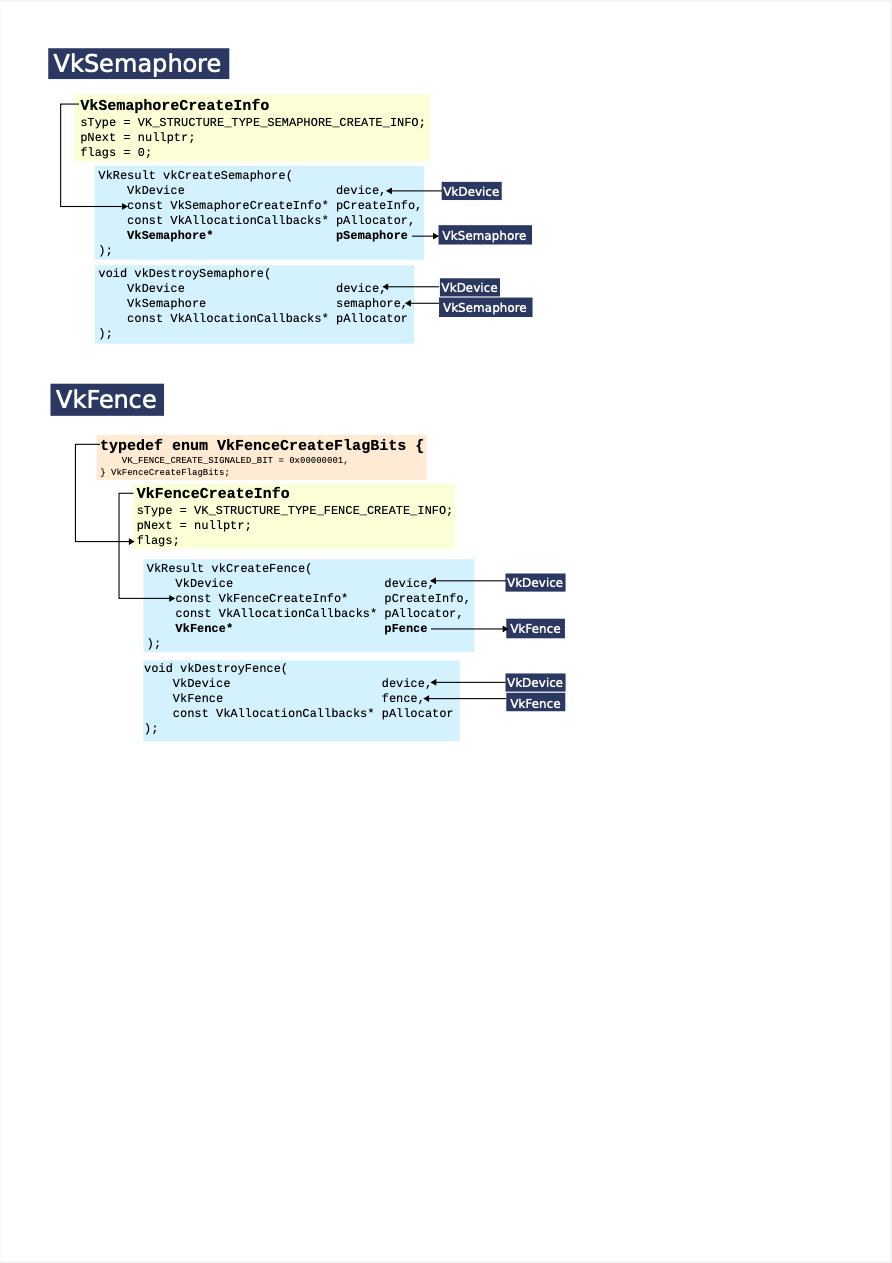 VkSemaphore
VkSemaphoreCreateInfo
sType = VK_STRUCTURE_TYPE_SEMAPHORE_CREATE_INFO;
pNext = nullptr;
flags = 0;
VkResult vkCreateSemaphore(
VkDevice device, VkDevice
const VkSemaphoreCreateInfo* pCreateInfo,
const VkAllocationCallbacks* pAllocator,
VkSemaphore* pSemaphore VkSemaphore
);
void vkDestroySemaphore(
VkDevice device, VkDevice
VkSemaphore semaphore, VkSemaphore
const VkAllocationCallbacks* pAllocator
);
VkFence
typedef enum VkFenceCreateFlagBits {
VK_FENCE_CREATE_SIGNALED_BIT = 0x00000001,
} VkFenceCreateFlagBits;
VkFenceCreateInfo
sType = VK_STRUCTURE_TYPE_FENCE_CREATE_INFO;
pNext = nullptr;
flags;
VkResult vkCreateFence(
VkDevice device, VkDevice
const VkFenceCreateInfo* pCreateInfo,
const VkAllocationCallbacks* pAllocator,
VkFence* pFence VkFence
);
void vkDestroyFence(
VkDevice device, VkDevice
VkFence fence, VkFence
const VkAllocationCallbacks* pAllocator
);